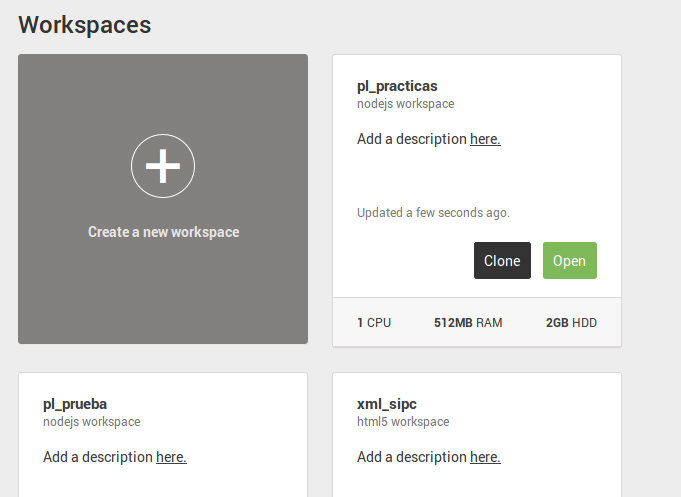 Workspaces
Create a new workspace
pl_practicas
nodejs workspace
Add a description here.
Updated a few seconds ago.
Clone Open
1 CPU 512MB RAM 2GB HDD
pl_prueba
nodejs workspace
Add a description here.
xml_sipc
html5 workspace
Add a description here.